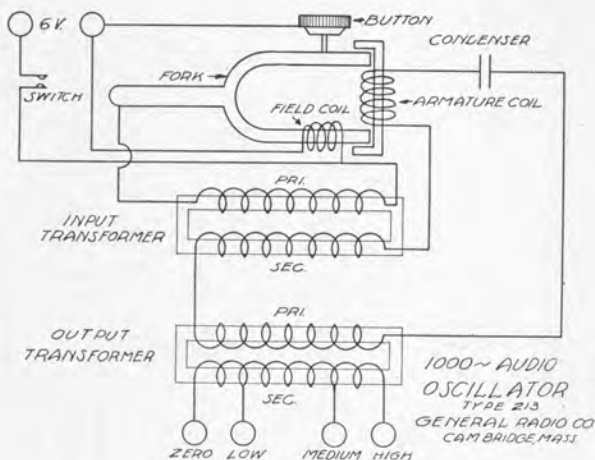 6 V.
BUTTON
CONDENSER
FORK
SWITCH
FIELD COIL
ARMATURE COIL
PRI.
INPUT
TRANSFORMER
SEC.
PRI.
OUTPUT
TRANSFORMER
SEC.
1000~ AUDIO
OSCILLATOR
TYPE 213
GENERAL RADIO CO
CAMBRIDGE, MASS
ZERO LOW MEDIUM HIGH